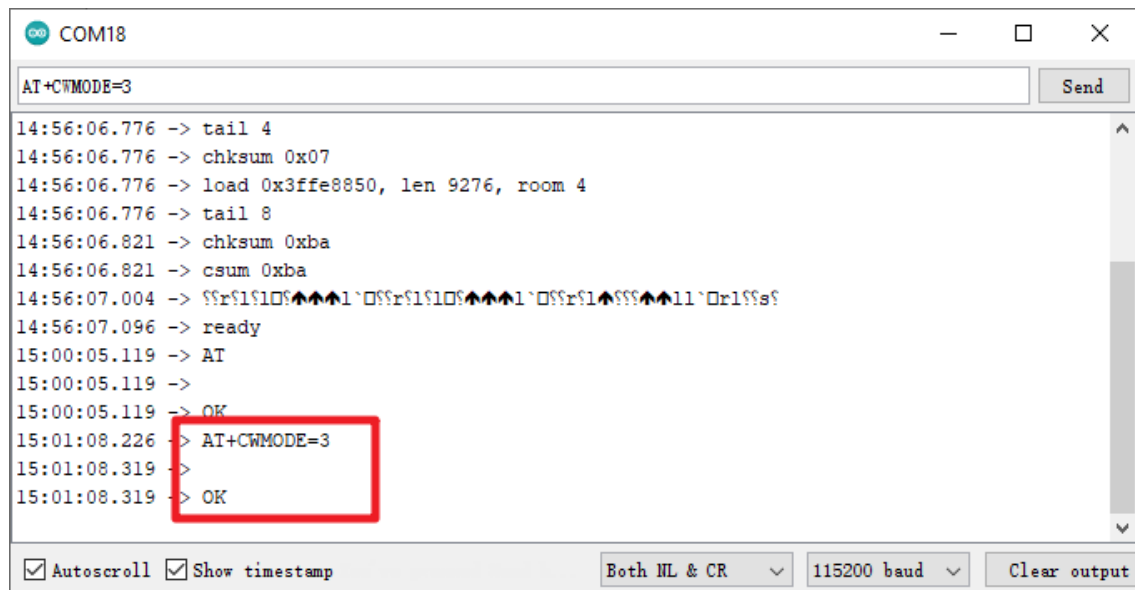 COM18
AT+CWMODE=3
Send
14:56:06.776 -> tail 4
14:56:06.776 -> chksum 0x07
14:56:06.776 -> load 0x3ffe8850, len 9276, room 4
14:56:06.776 -> tail 8
14:56:06.821 -> chksum 0xba
14:56:06.821 -> csum 0xba
14:56:07.004 -> ⸮⸮r⸮l⸮l□⸮🡅🡅🡅l`□⸮⸮r⸮l⸮l□⸮🡅🡅🡅l`□⸮⸮r⸮l🡅⸮⸮⸮🡅🡅ll`□rl⸮⸮s⸮
14:56:07.096 -> ready
15:00:05.119 -> AT
15:00:05.119 ->
15:00:05.119 -> OK
15:01:08.226 -> AT+CWMODE=3
15:01:08.319 ->
15:01:08.319 -> OK
Autoscroll Show timestamp Both NL & CR 115200 baud Clear output